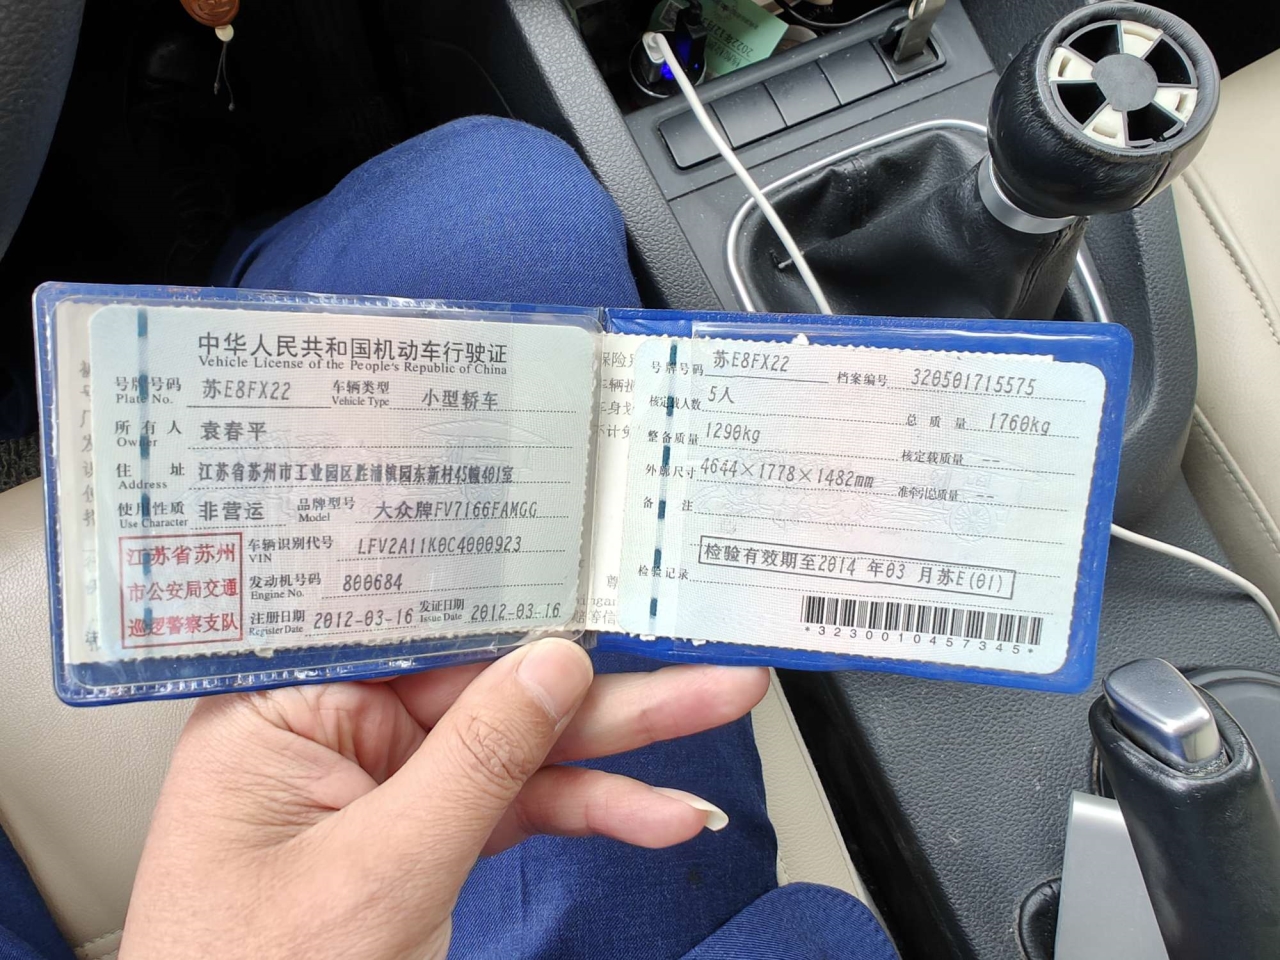 中华人民共和国机动车行驶证
Vehicle License of the People's Republic of China
号牌号码 苏E8FX22 车辆类型 小型轿车
Plate No. Vehicle Type
所有人 袁春平
Owner
住址 江苏省苏州市工业园区胜浦镇园东新村45幢401室
Address
使用性质 非营运 品牌型号 大众牌FV7166FAMGG
Use Character Model
江苏省苏州
市公安局交通
巡逻警察支队
车辆识别代号 LFV2A11K0C4000923
VIN
发动机号码 800684
Engine No.
注册日期 2012-03-16 发证日期 2012-03-16
Register Date Issue Date
号牌号码 苏E8FX22 档案编号 320501715575
核定载人数 5人 总质量 1760kg
整备质量 1290kg 核定载质量 --
外廓尺寸 4644×1778×1482mm 准牵引总质量 --
备注
检验记录 检验有效期至2014年03月苏E(01)
*3230010457345*